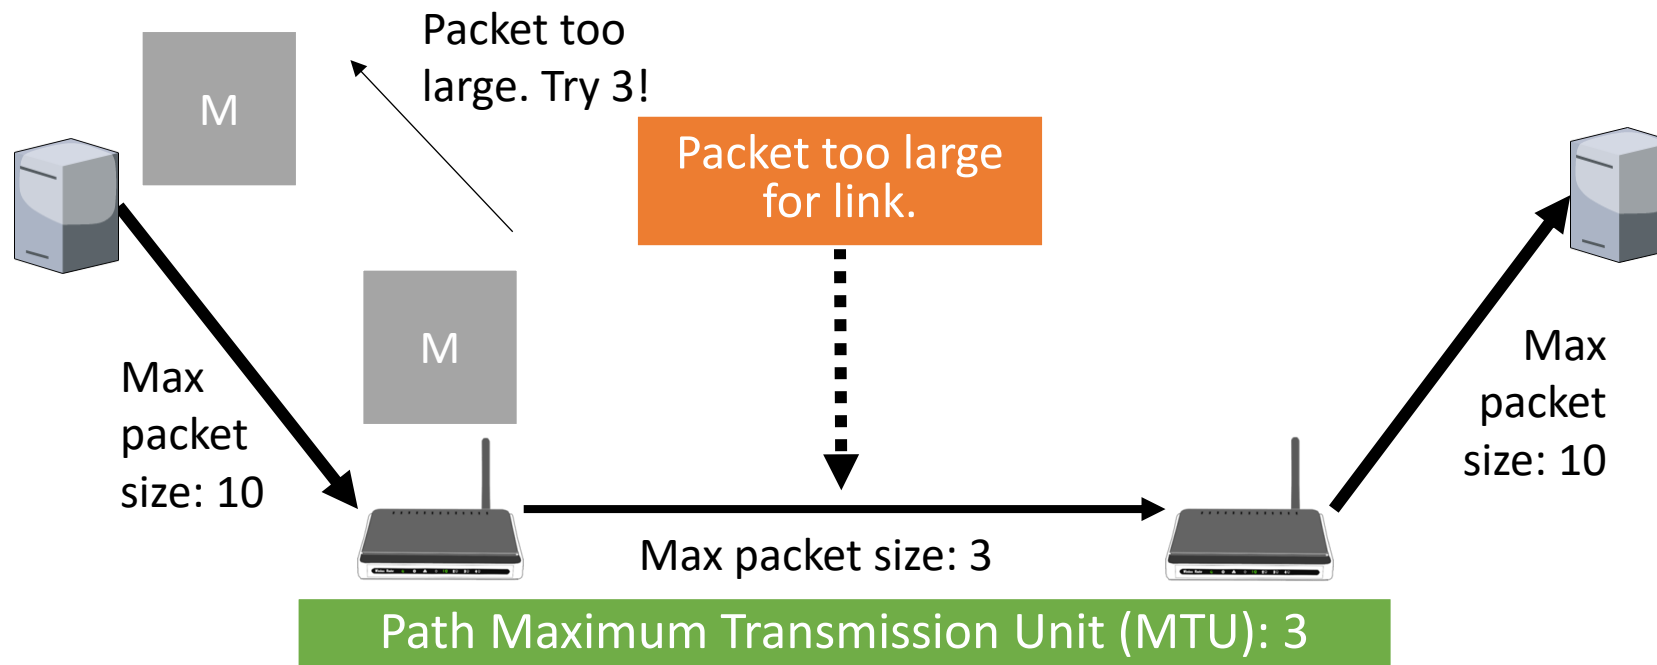 Packet too
large. Try 3!
M
Packet too large
for link.
M
Max
packet
size: 10
Max
packet
size: 10
Max packet size: 3
Path Maximum Transmission Unit (MTU): 3